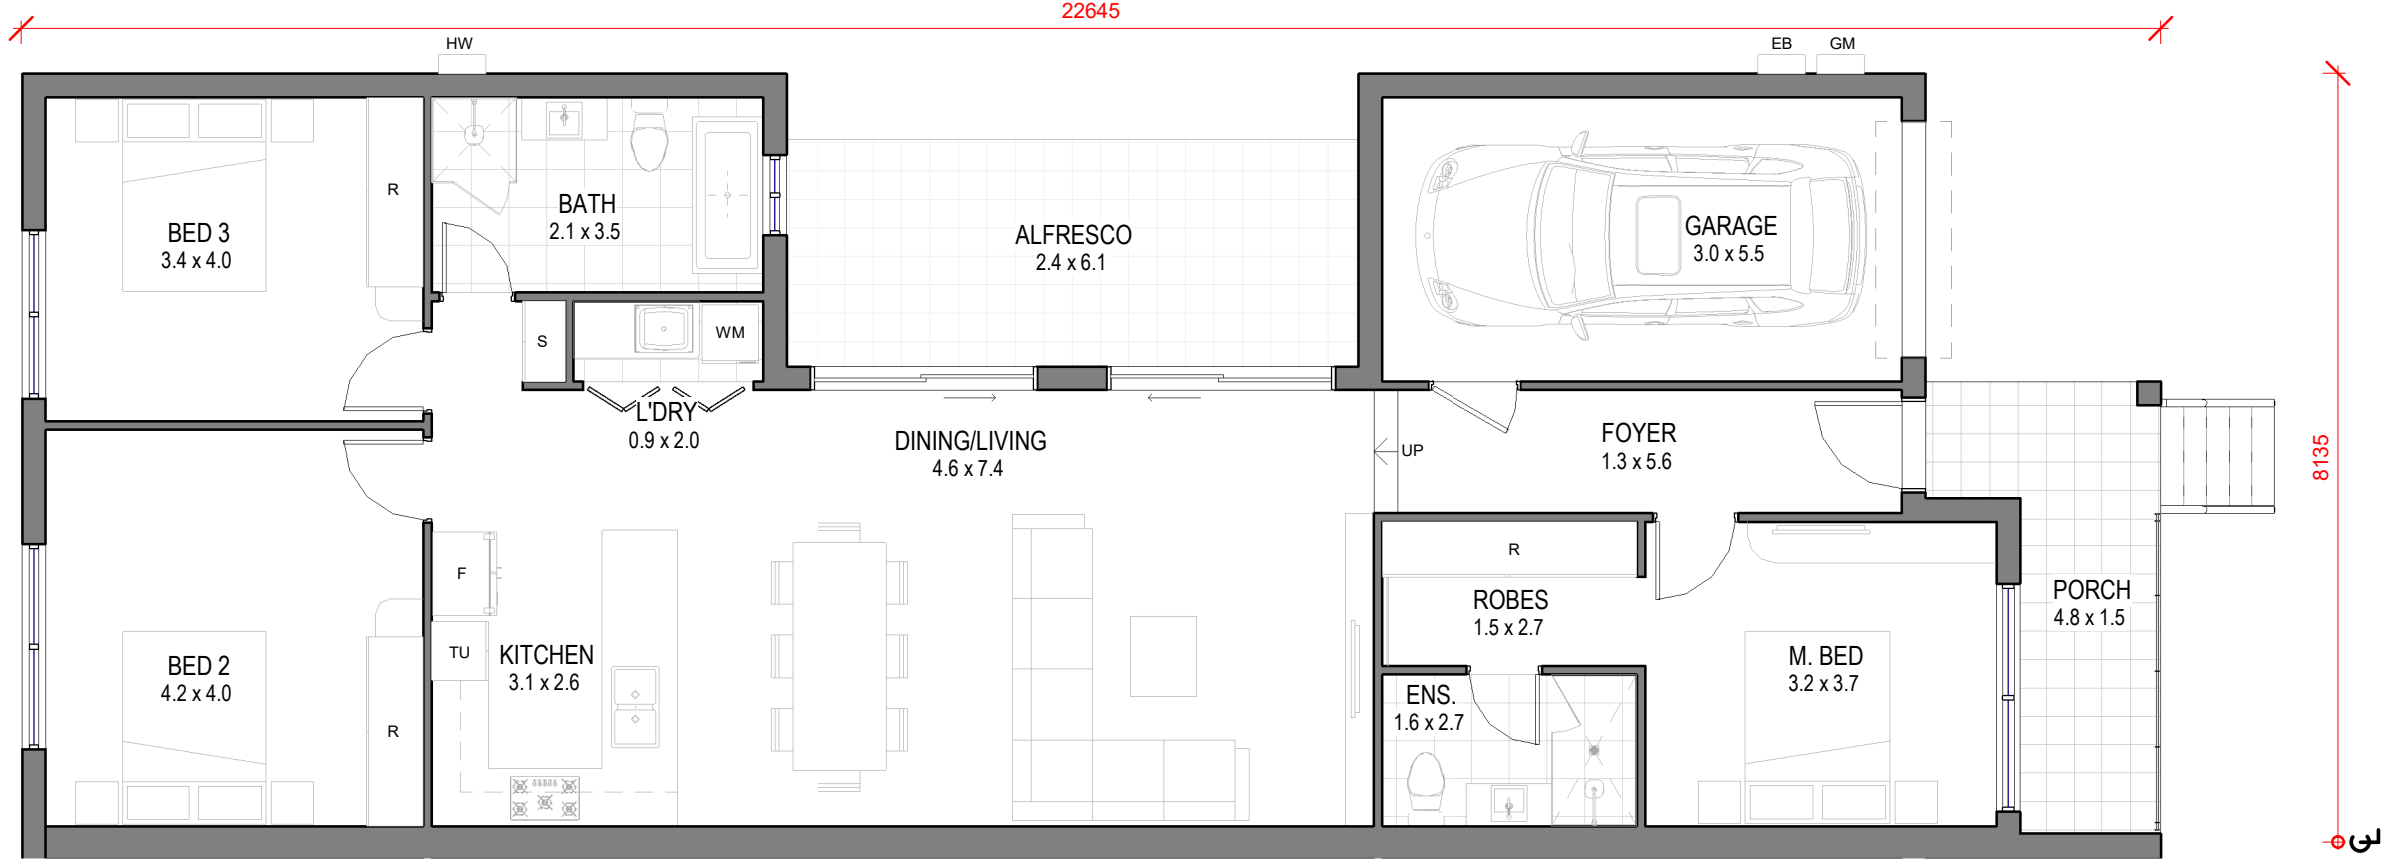 22645
HW
EB
GM
R
BATH
2.1 x 3.5
BED 3
3.4 x 4.0
ALFRESCO
2.4 x 6.1
GARAGE
3.0 x 5.5
S
WM
L'DRY
0.9 x 2.0
DINING/LIVING
4.6 x 7.4
UP
FOYER
1.3 x 5.6
8135
F
R
ROBES
1.5 x 2.7
PORCH
4.8 x 1.5
TU
KITCHEN
3.1 x 2.6
BED 2
4.2 x 4.0
M. BED
3.2 x 3.7
ENS.
1.6 x 2.7
R